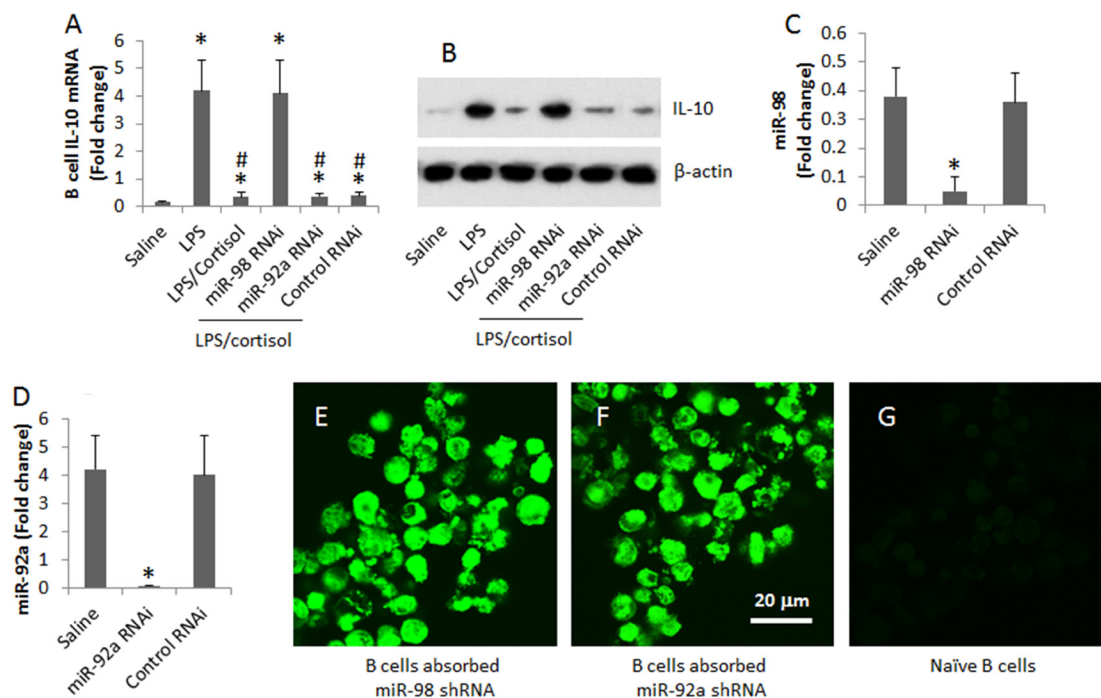 A
B cell IL-10 mRNA
(Fold change)
6
5
4
3
2
1
0
*
#
*
*
#
*
#
*
Saline
LPS
LPS/Cortisol
miR-98 RNAi
miR-92a RNAi
Control RNAi
LPS/cortisol
B
IL-10
β-actin
Saline
LPS
LPS/Cortisol
miR-98 RNAi
miR-92a RNAi
Control RNAi
LPS/cortisol
C
miR-98
(Fold change)
0.6
0.5
0.4
0.3
0.2
0.1
0
*
Saline
miR-98 RNAi
Control RNAi
D
miR-92a (Fold change)
6
5
4
3
2
1
0
*
Saline
miR-92a RNAi
Control RNAi
E
B cells absorbed
miR-98 shRNA
F
20 µm
B cells absorbed
miR-92a shRNA
G
Naïve B cells